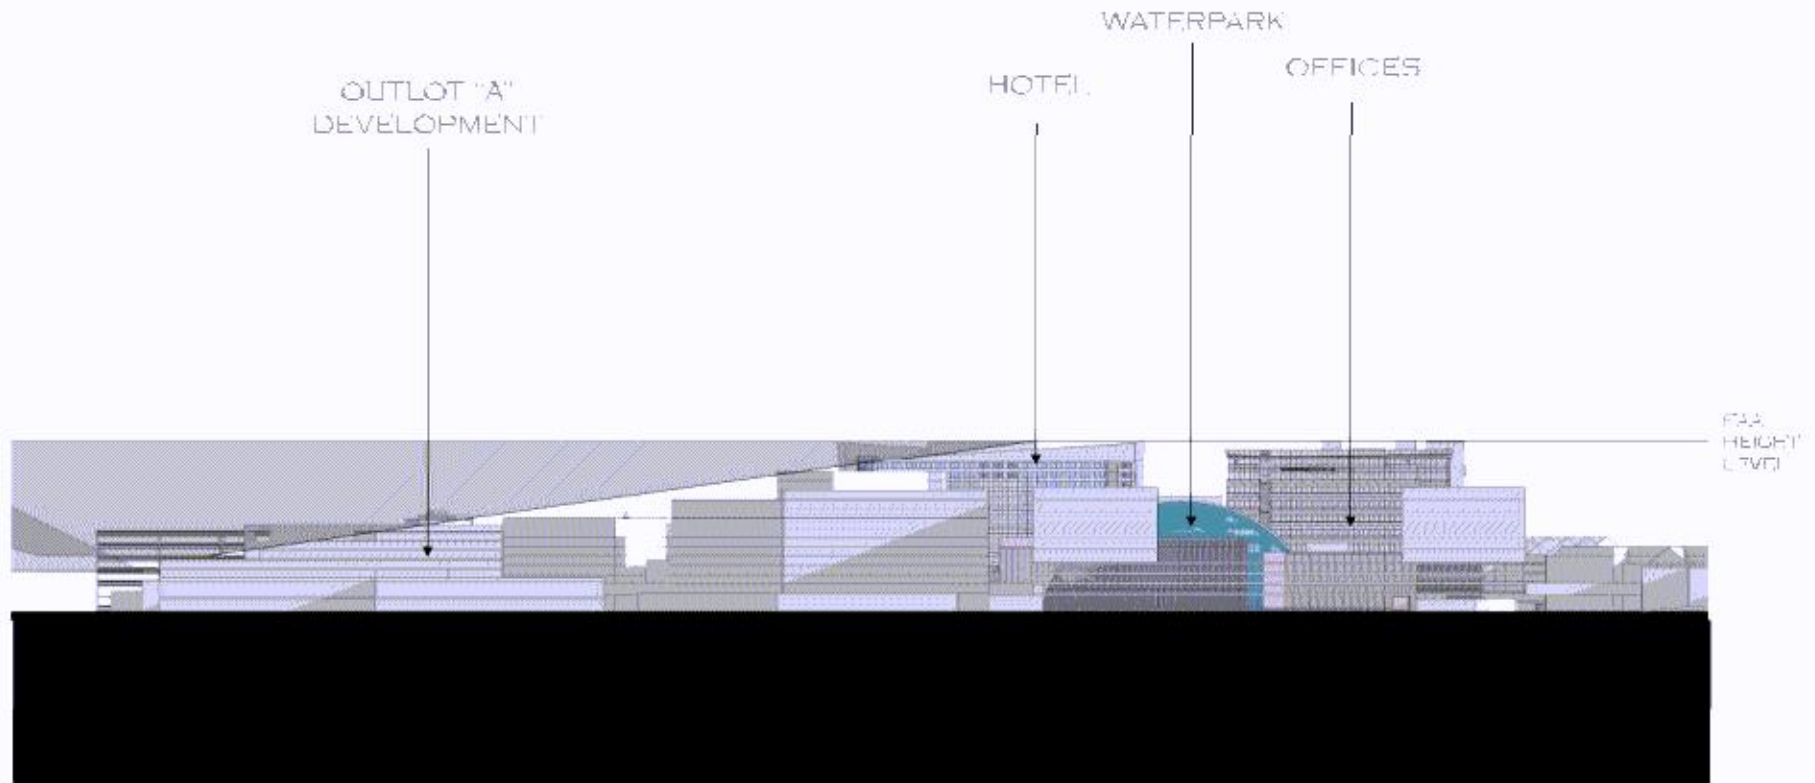 WATERPARK
OFFICES
HOTEL
OUTLOT "A"
DEVELOPMENT
FAA
HEIGHT
LEVEL